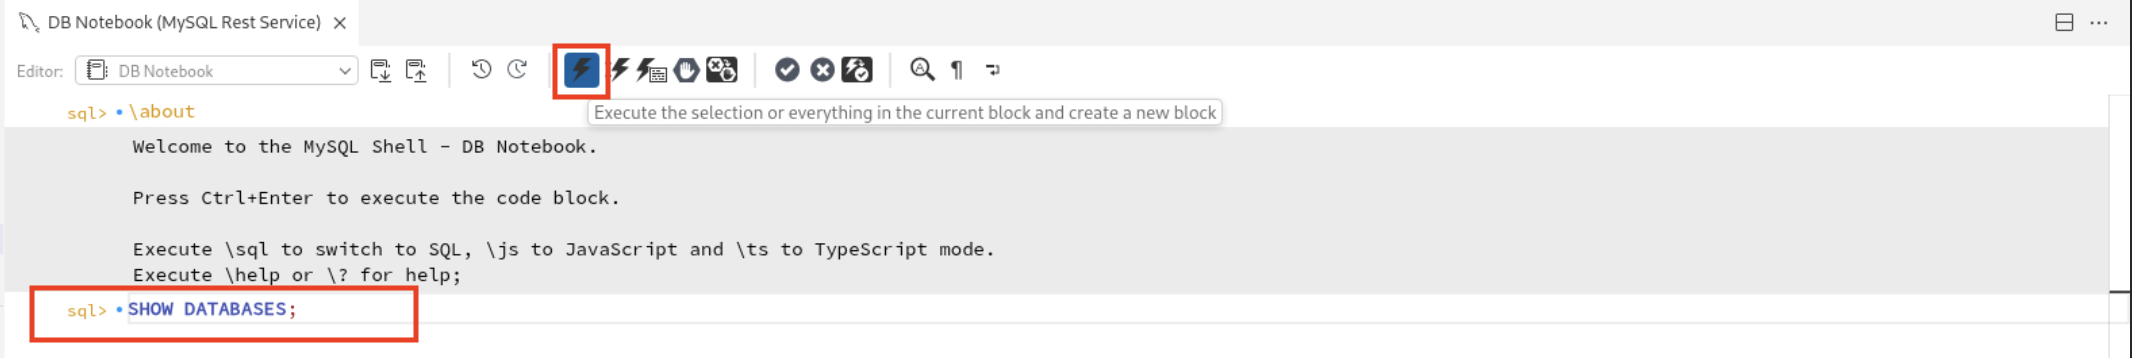 DB Notebook (MySQL Rest Service)
Editor: DB Notebook
sql> \about
Execute the selection or everything in the current block and create a new block
Welcome to the MySQL Shell - DB Notebook.
Press Ctrl+Enter to execute the code block.
Execute \sql to switch to SQL, \js to JavaScript and \ts to TypeScript mode.
Execute \help or \? for help;
sql> SHOW DATABASES;